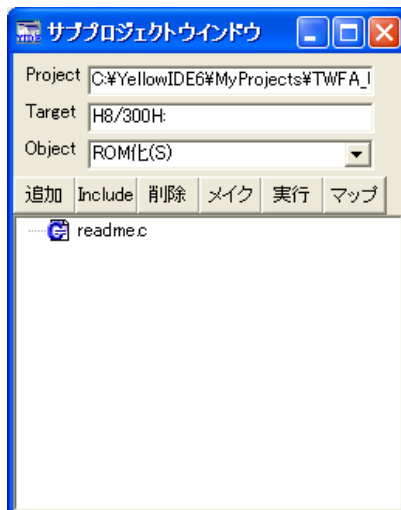 YIDE サブプロジェクトウインドウ
Project C:¥YellowIDE6¥MyProjects¥TWFA_
Target H8/300H:
Object ROM化(S)
追加 Include 削除 メイク 実行 マップ
readme.c